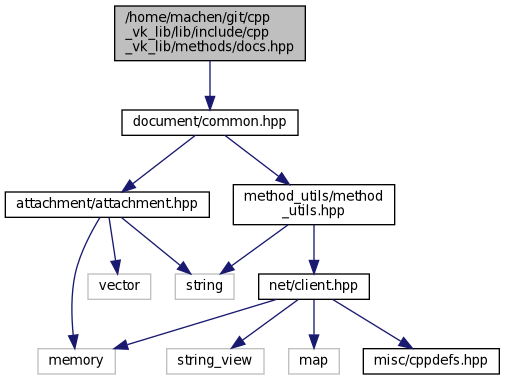 /home/machen/git/cpp
_vk_lib/lib/include/cpp
_vk_lib/methods/docs.hpp
document/common.hpp
attachment/attachment.hpp
method_utils/method
_utils.hpp
vector
string
net/client.hpp
memory
string_view
map
misc/cppdefs.hpp